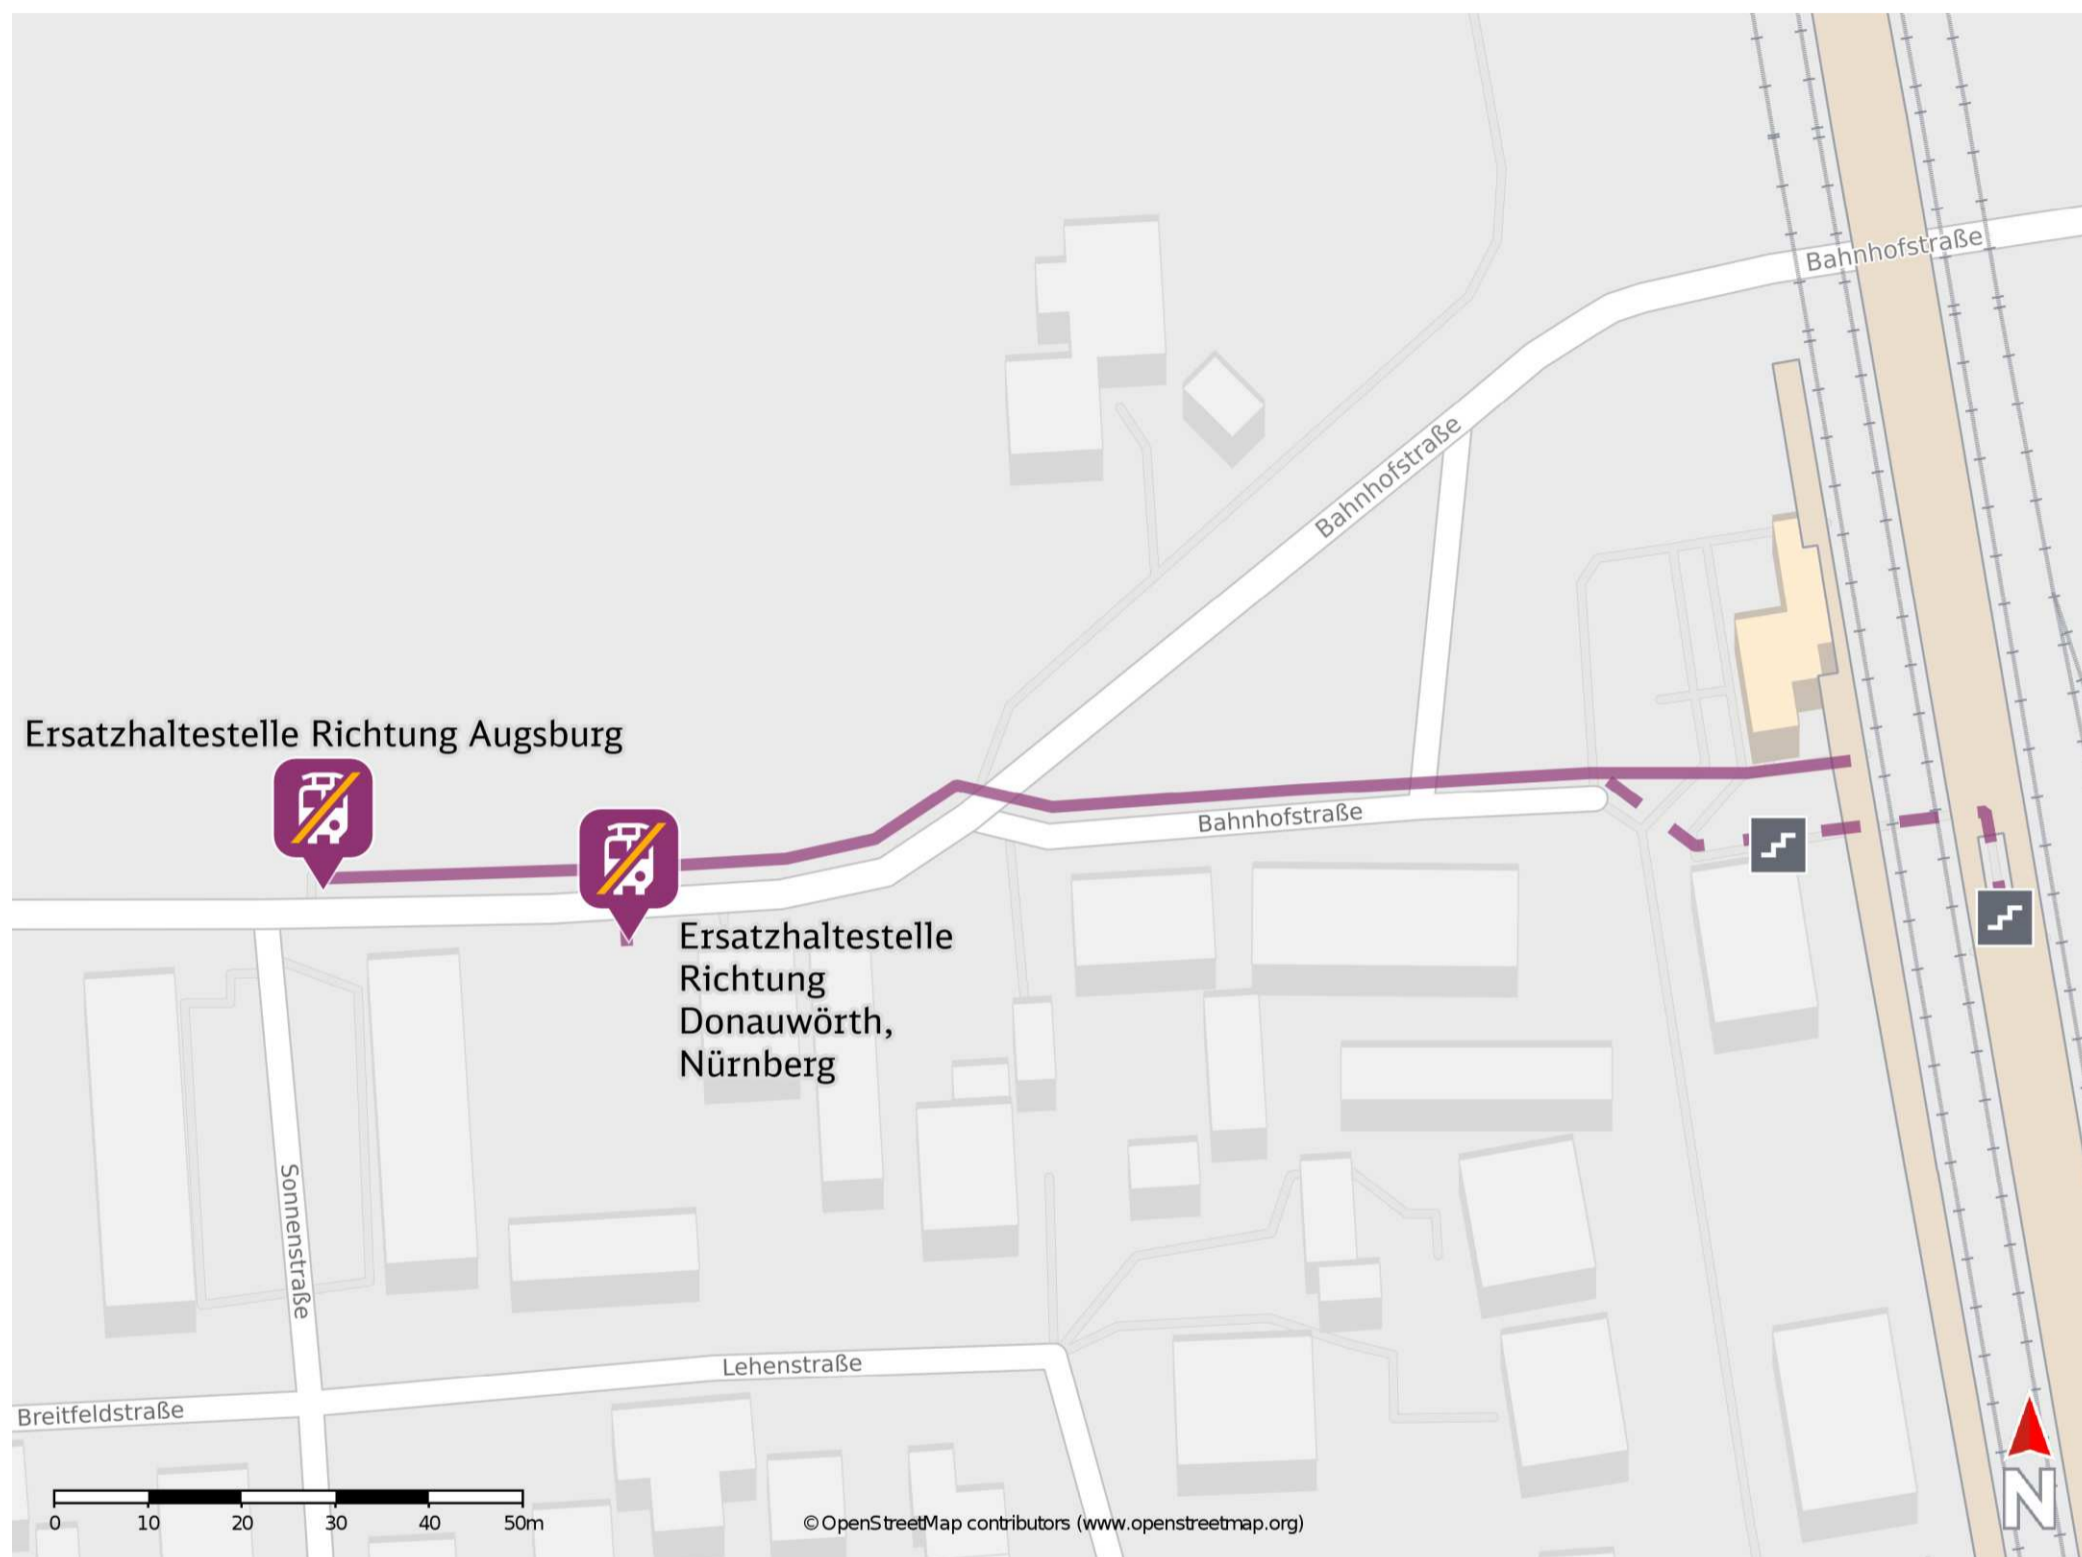 Bahnhofstraße
Bahnhofstraße
Ersatzhaltestelle Richtung Augsburg
Bahnhofstraße
Ersatzhaltestelle
Richtung
Donauwörth,
Nürnberg
Sonnenstraße
Lehenstraße
Breitfeldstraße
N
0 10 20 30 40 50m
© OpenStreetMap contributors (www.openstreetmap.org)